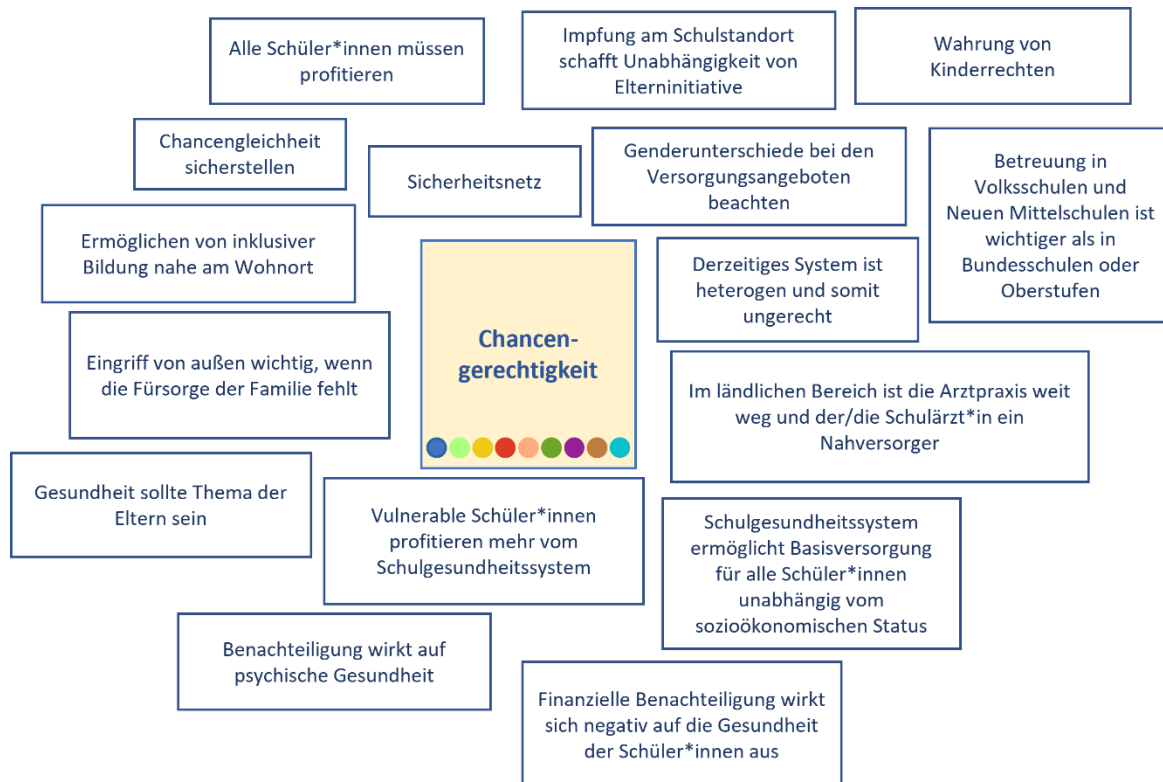 Alle Schüler*innen müssen
profitieren
Impfung am Schulstandort
schafft Unabhängigkeit von
Elterninitiative
Wahrung von
Kinderrechten
Chancengleichheit
sicherstellen
Sicherheitsnetz
Genderunterschiede bei den
Versorgungsangeboten
beachten
Betreuung in
Volksschulen und
Neuen Mittelschulen ist
wichtiger als in
Bundesschulen oder
Oberstufen
Ermöglichen von inklusiver
Bildung nahe am Wohnort
Derzeitiges System ist
heterogen und somit
ungerecht
Chancen-
gerechtigkeit
Eingriff von außen wichtig, wenn
die Fürsorge der Familie fehlt
Im ländlichen Bereich ist die Arztpraxis weit
weg und der/die Schulärzt*in ein
Nahversorger
Gesundheit sollte Thema der
Eltern sein
Vulnerable Schüler*innen
profitieren mehr vom
Schulgesundheitssystem
Schulgesundheitssystem
ermöglicht Basisversorgung
für alle Schüler*innen
unabhängig vom
sozioökonomischen Status
Benachteiligung wirkt auf
psychische Gesundheit
Finanzielle Benachteiligung wirkt
sich negativ auf die Gesundheit
der Schüler*innen aus